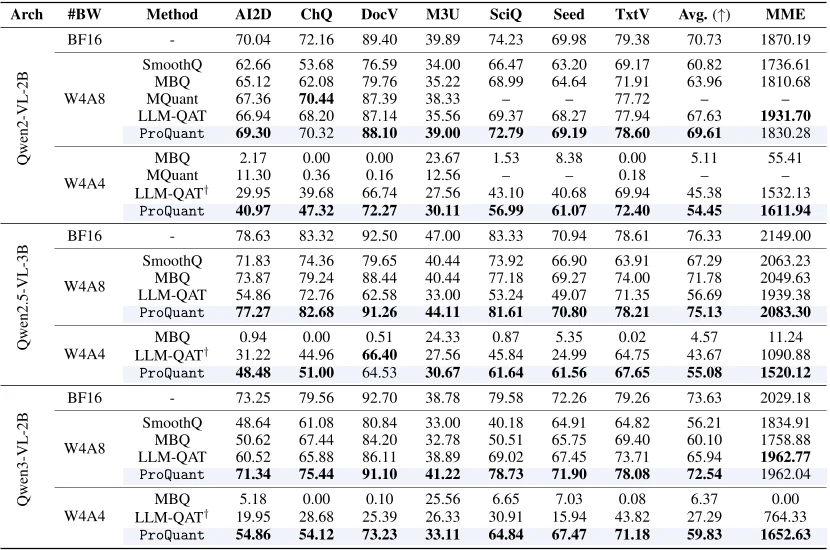 Arch #BW Method AI2D ChQ DocV M3U SciQ Seed TxtV Avg. (↑) MME
Qwen2-VL-2B
BF16 - 70.04 72.16 89.40 39.89 74.23 69.98 79.38 70.73 1870.19
W4A8
SmoothQ 62.66 53.68 76.59 34.00 66.47 63.20 69.17 60.82 1736.61
MBQ 65.12 62.08 79.76 35.22 68.99 64.64 71.91 63.96 1810.68
MQuant 67.36 70.44 87.39 38.33 – – 77.72 – –
LLM-QAT 66.94 68.20 87.14 35.56 69.37 68.27 77.94 67.63 1931.70
ProQuant 69.30 70.32 88.10 39.00 72.79 69.19 78.60 69.61 1830.28
W4A4
MBQ 2.17 0.00 0.00 23.67 1.53 8.38 0.00 5.11 55.41
MQuant 11.30 0.36 0.16 12.56 – – 0.18 – –
LLM-QAT† 29.95 39.68 66.74 27.56 43.10 40.68 69.94 45.38 1532.13
ProQuant 40.97 47.32 72.27 30.11 56.99 61.07 72.40 54.45 1611.94
Qwen2.5-VL-3B
BF16 - 78.63 83.32 92.50 47.00 83.33 70.94 78.61 76.33 2149.00
W4A8
SmoothQ 71.83 74.36 79.65 40.44 73.92 66.90 63.91 67.29 2063.23
MBQ 73.87 79.24 88.44 40.44 77.18 69.27 74.00 71.78 2049.63
LLM-QAT 54.86 72.76 62.58 33.00 53.24 49.07 71.35 56.69 1939.38
ProQuant 77.27 82.68 91.26 44.11 81.61 70.80 78.21 75.13 2083.30
W4A4
MBQ 0.94 0.00 0.51 24.33 0.87 5.35 0.02 4.57 11.24
LLM-QAT† 31.22 44.96 66.40 27.56 45.84 24.99 64.75 43.67 1090.88
ProQuant 48.48 51.00 64.53 30.67 61.64 61.56 67.65 55.08 1520.12
Qwen3-VL-2B
BF16 - 73.25 79.56 92.70 38.78 79.58 72.26 79.26 73.63 2029.18
W4A8
SmoothQ 48.64 61.08 80.84 33.00 40.18 64.91 64.82 56.21 1834.91
MBQ 50.62 67.44 84.20 32.78 50.51 65.75 69.40 60.10 1758.88
LLM-QAT 60.52 65.88 86.11 38.89 69.02 67.45 73.71 65.94 1962.77
ProQuant 71.34 75.44 91.10 41.22 78.73 71.90 78.08 72.54 1962.04
W4A4
MBQ 5.18 0.00 0.10 25.56 6.65 7.03 0.08 6.37 0.00
LLM-QAT† 19.95 28.68 25.39 26.33 30.91 15.94 43.82 27.29 764.33
ProQuant 54.86 54.12 73.23 33.11 64.84 67.47 71.18 59.83 1652.63